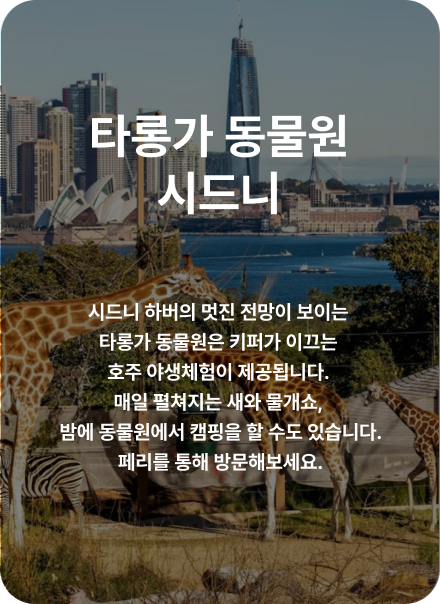 타롱가 동물원
시드니
시드니 하버의 멋진 전망이 보이는
타롱가 동물원은 키퍼가 이끄는
호주 야생체험이 제공됩니다.
매일 펼쳐지는 새와 물개쇼,
밤에 동물원에서 캠핑을 할 수도 있습니다.
페리를 통해 방문해보세요.